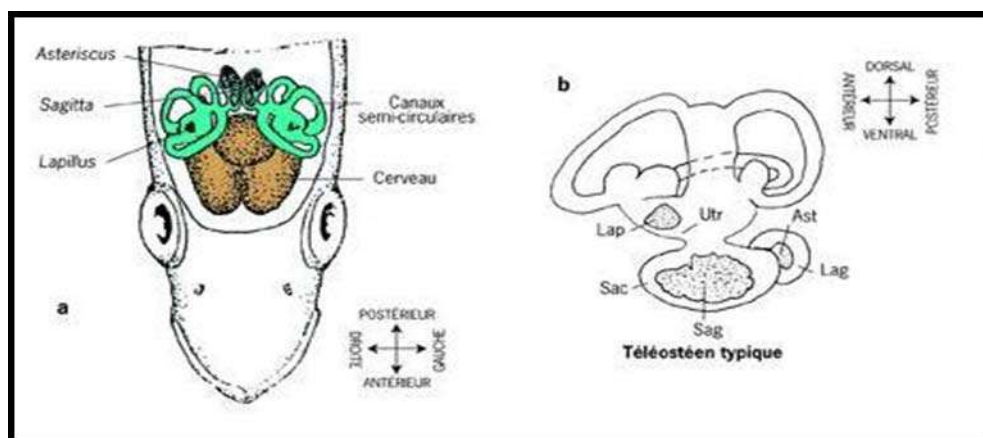 Asteriscus
Sagitta
Lapillus
Canaux
semi-circulaires
Cerveau
a
POSTÉRIEUR
DROITE
GAUCHE
ANTÉRIEUR
b
DORSAL
ANTÉRIEUR
POSTÉRIEUR
VENTRAL
Lap
Utr
Ast
Lag
Sac
Sag
Téléostéen typique